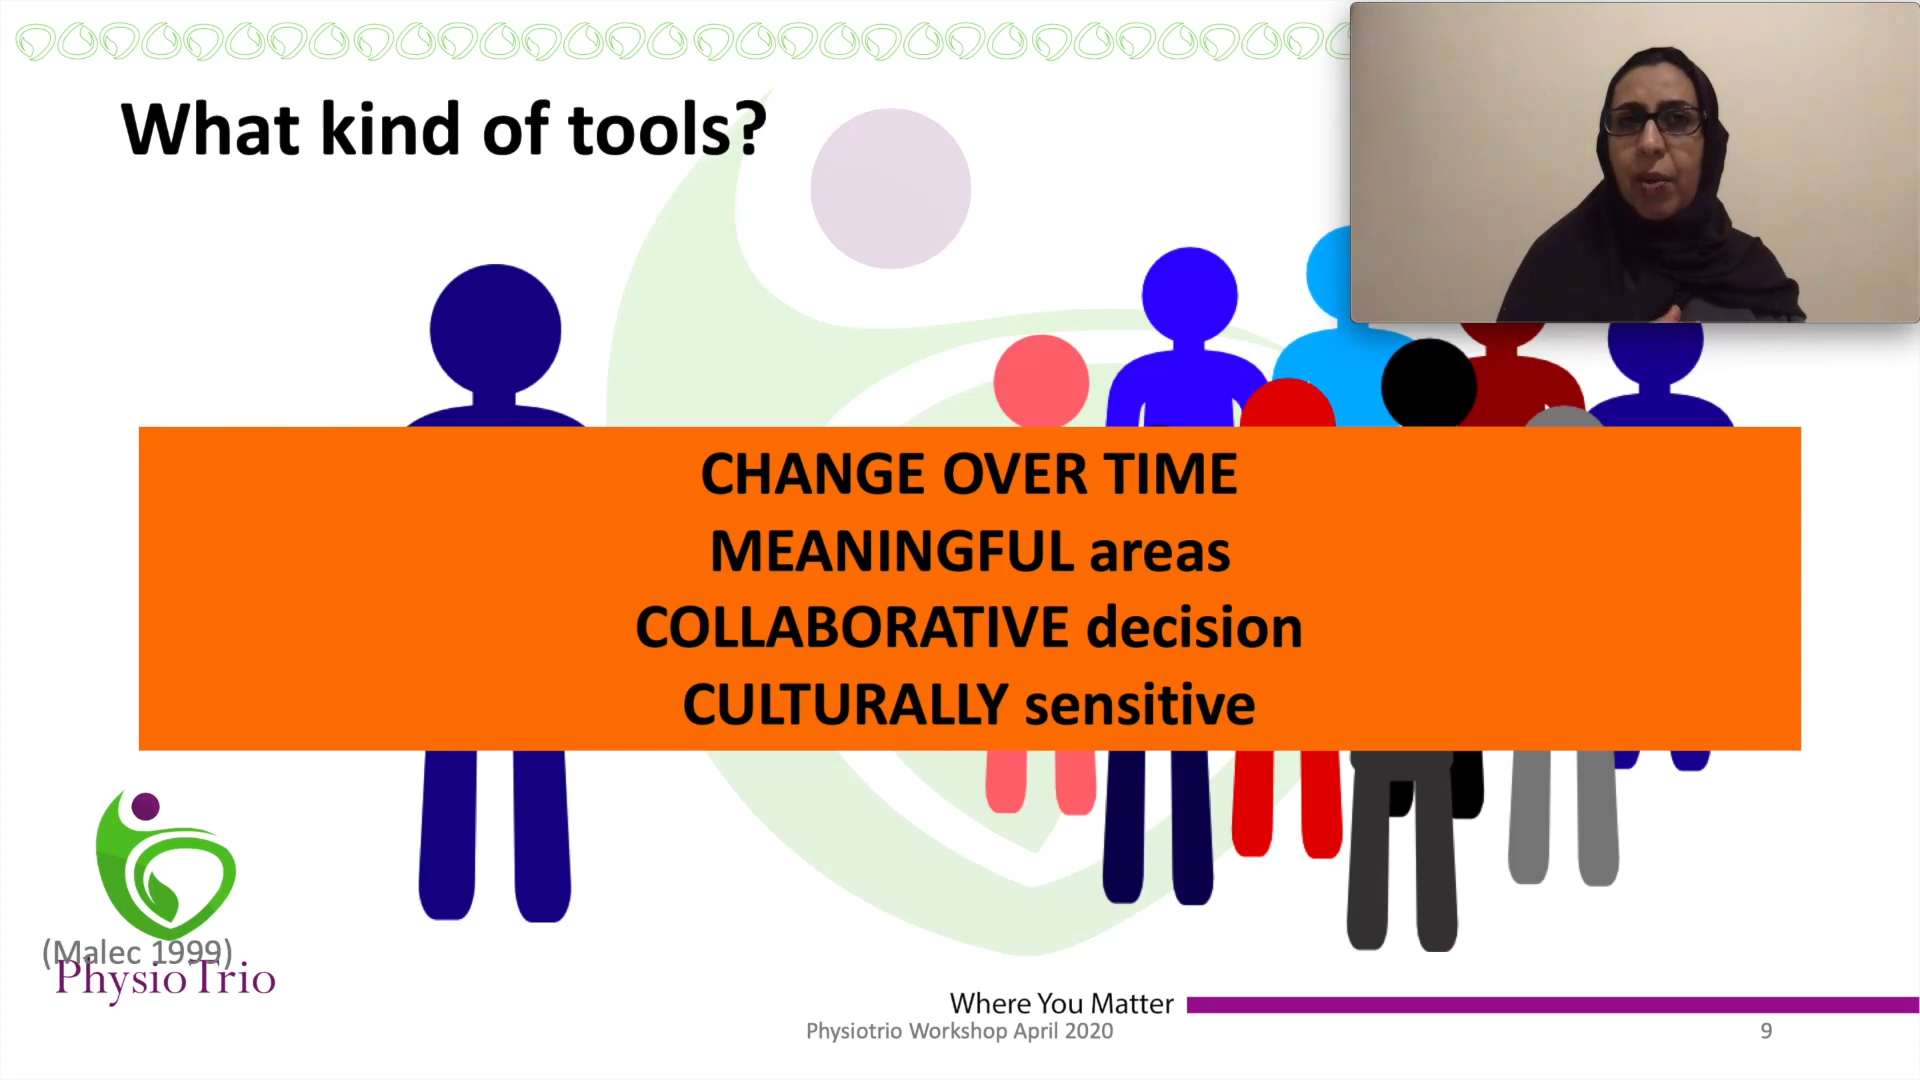 What kind of tools?
CHANGE OVER TIME
MEANINGFUL areas
COLLABORATIVE decision
CULTURALLY sensitive
(Malec 1999)
PhysioTrio
Where You Matter
Physiotrio Workshop April 2020
9